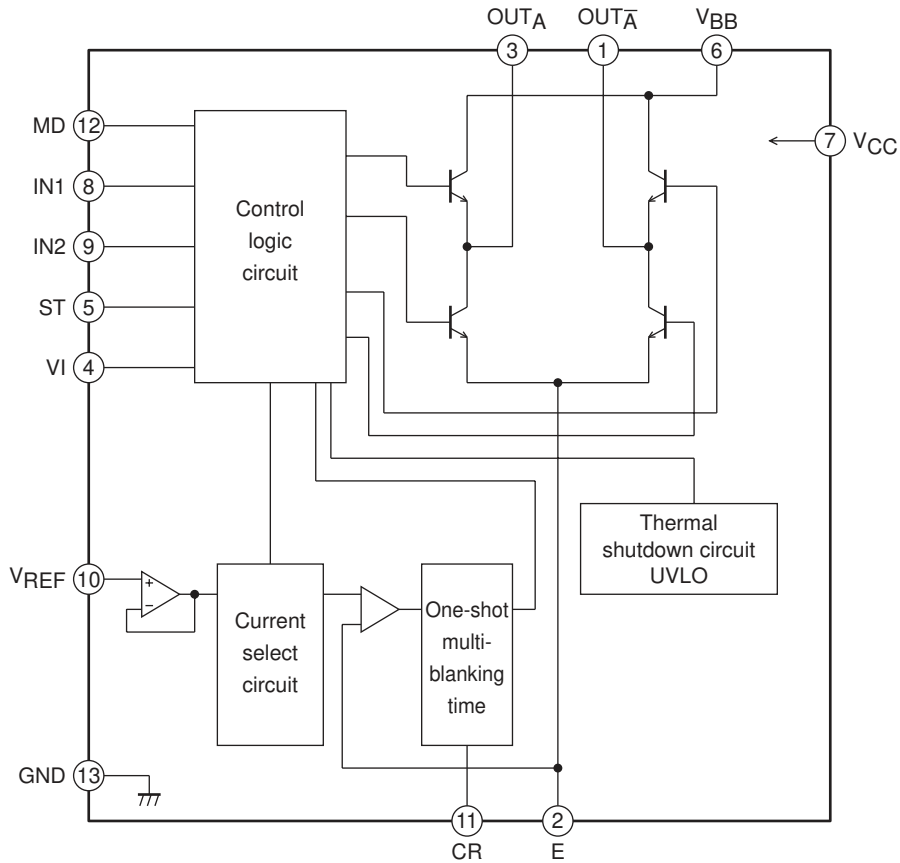 OUTA
OUTA̅
VBB
3
1
6
MD 12
7 VCC
IN1 8
IN2 9
ST 5
VI 4
Control
logic
circuit
Thermal
shutdown circuit
UVLO
VREF 10
+
−
Current
select
circuit
One-shot
multi-
blanking
time
GND 13
11
2
CR
E